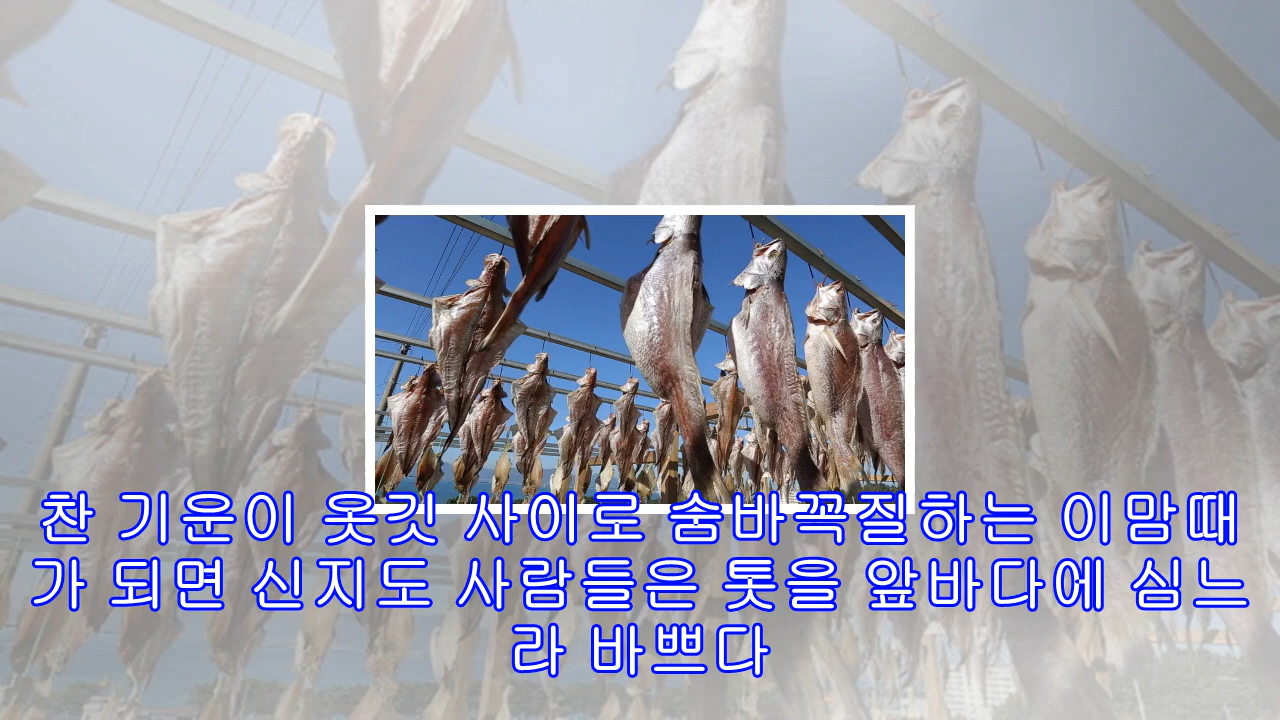 찬 기운이 옷깃 사이로 숨바꼭질하는 이맘때
가 되면 신지도 사람들은 톳을 앞바다에 심느
라 바쁘다